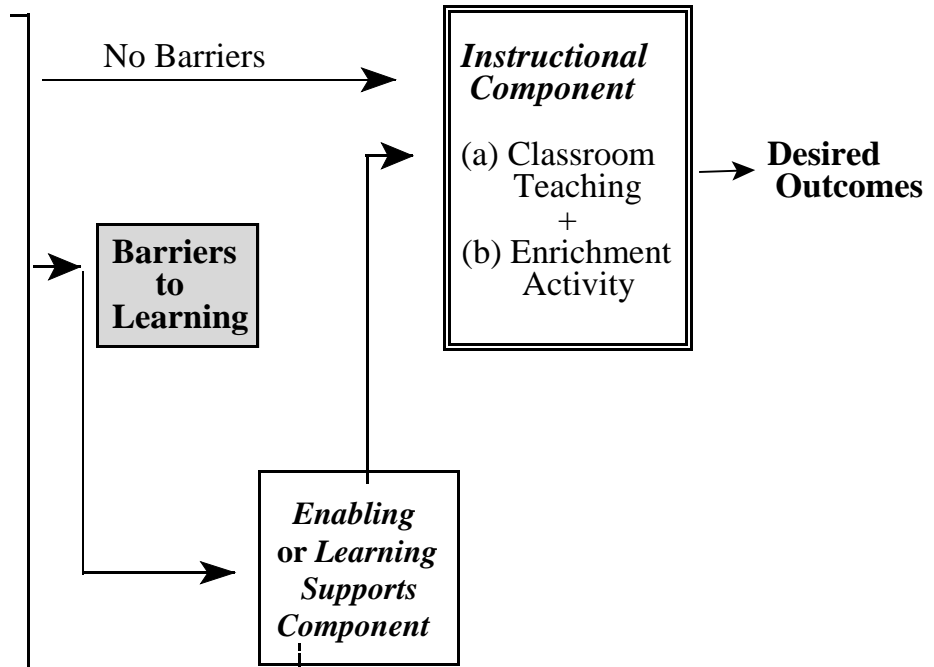 No Barriers
Instructional
Component
(a) Classroom
Teaching
+
(b) Enrichment
Activity
Desired
Outcomes
Barriers
to
Learning
Enabling
or Learning
Supports
Component